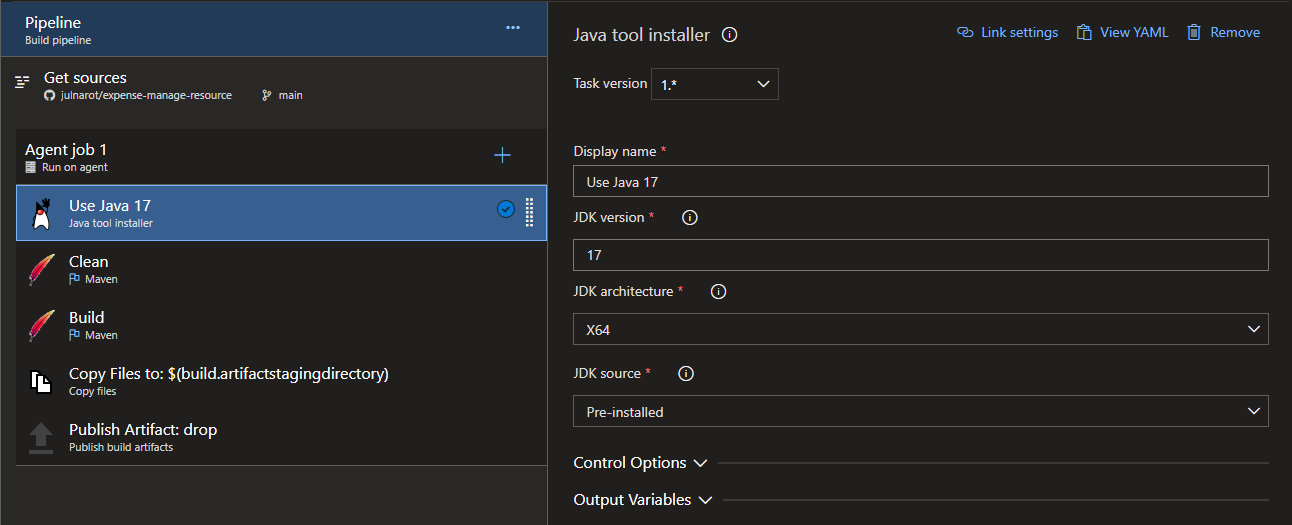 Pipeline
Build pipeline
...
Get sources
julnarot/expense-manage-resource main
Agent job 1
Run on agent
Use Java 17
Java tool installer
Clean
Maven
Build
Maven
Copy Files to: $(build.artifactstagingdirectory)
Copy files
Publish Artifact: drop
Publish build artifacts
Java tool installer
Link settings View YAML Remove
Task version 1.*
Display name *
Use Java 17
JDK version *
17
JDK architecture *
X64
JDK source *
Pre-installed
Control Options
Output Variables